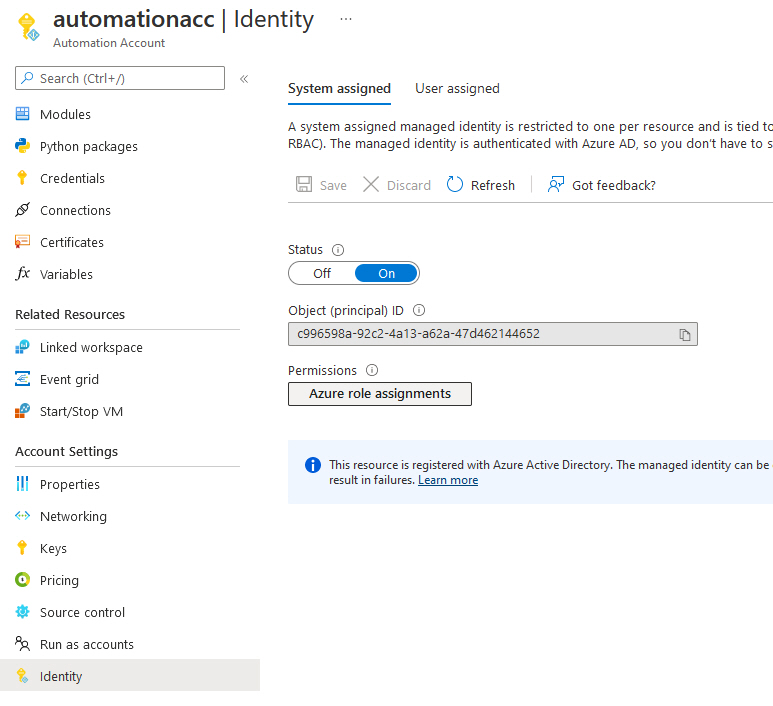 automationacc | Identity ...
Automation Account
Search (Ctrl+/)
«
Modules
Python packages
Credentials
Connections
Certificates
fx Variables
Related Resources
Linked workspace
Event grid
Start/Stop VM
Account Settings
Properties
Networking
Keys
Pricing
Source control
Run as accounts
Identity
System assigned User assigned
A system assigned managed identity is restricted to one per resource and is tied to
RBAC). The managed identity is authenticated with Azure AD, so you don't have to s
Save Discard Refresh Got feedback?
Status
Off On
Object (principal) ID
c996598a-92c2-4a13-a62a-47d462144652
Permissions
Azure role assignments
This resource is registered with Azure Active Directory. The managed identity can be
result in failures. Learn more